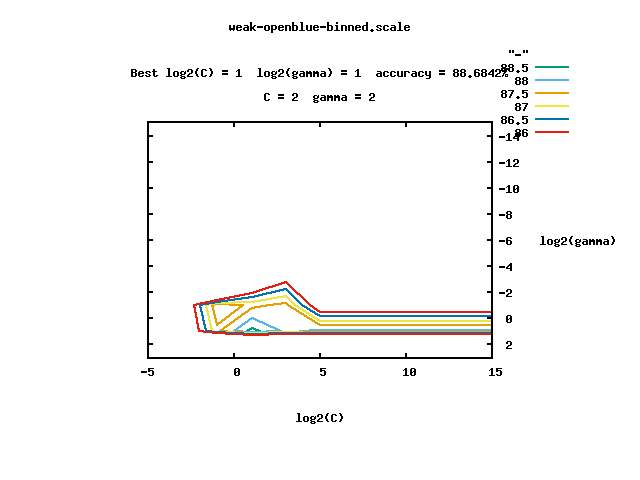 weak-openblue-binned.scale
"-"
Best log2(C) = 1  log2(gamma) = 1  accuracy = 88.6842%
88.5
88
C = 2  gamma = 2
87.5
87
86.5
86
-14
-12
-10
-8
-6
log2(gamma)
-4
-2
0
2
-5 0 5 10 15
log2(C)